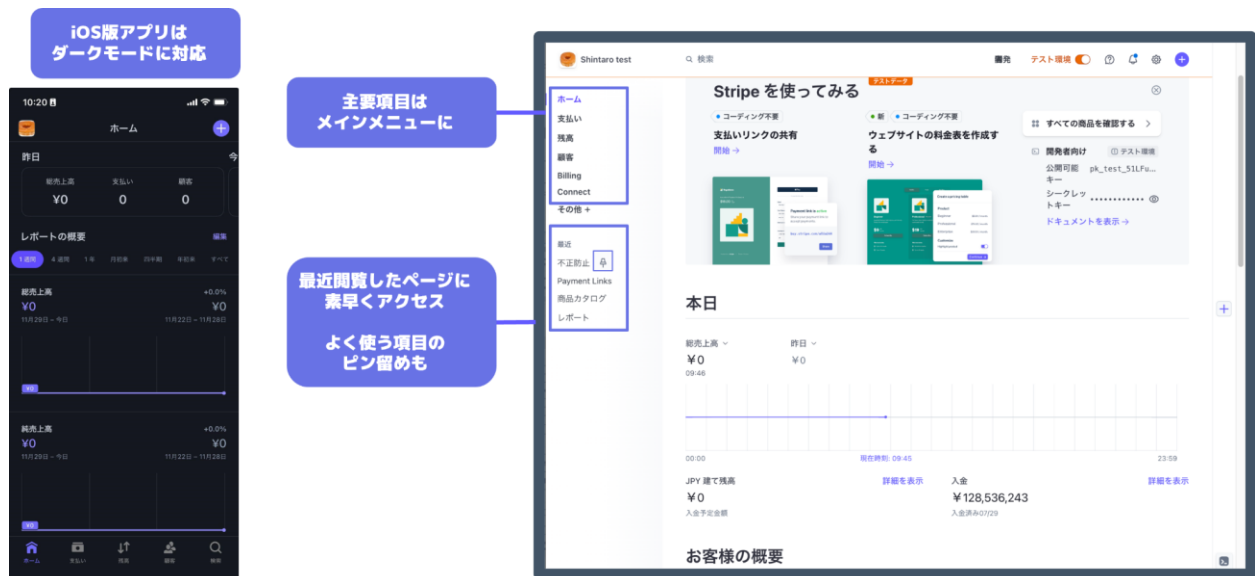 iOS版アプリは
ダークモードに対応
10:20
ホーム
昨日
今
総売上高 支払い 顧客
¥0 0 0
レポートの概要 編集
1週間 4週間 1年 月初来 四半期 年初来 すべて
総売上高 +0.0%
¥0 ¥0
11月29日 – 今日 11月22日 – 11月28日
¥0
純売上高 +0.0%
¥0 ¥0
11月29日 – 今日 11月22日 – 11月28日
¥0
ホーム 支払い 残高 顧客 検索
主要項目は
メインメニューに
最近閲覧したページに
素早くアクセス
よく使う項目の
ピン留めも
Shintaro test
検索
開発
テスト環境
ホーム
支払い
残高
顧客
Billing
Connect
その他 +
最近
不正防止
Payment Links
商品カタログ
レポート
テストデータ
Stripe を使ってみる
コーディング不要
支払いリンクの共有
開始 →
新 コーディング不要
ウェブサイトの料金表を作成す
る
開始 →
すべての商品を確認する
開発者向け テスト環境
公開可能
キー
pk_test_51LFu...
シークレッ
トキー
••••••••••••
ドキュメントを表示 →
本日
総売上高
¥0
09:46
昨日
¥0
00:00
現在時刻: 09:45
23:59
JPY 建て残高 詳細を表示
¥0
入金予定金額
入金 詳細を表示
¥128,536,243
入金済み07/29
お客様の概要